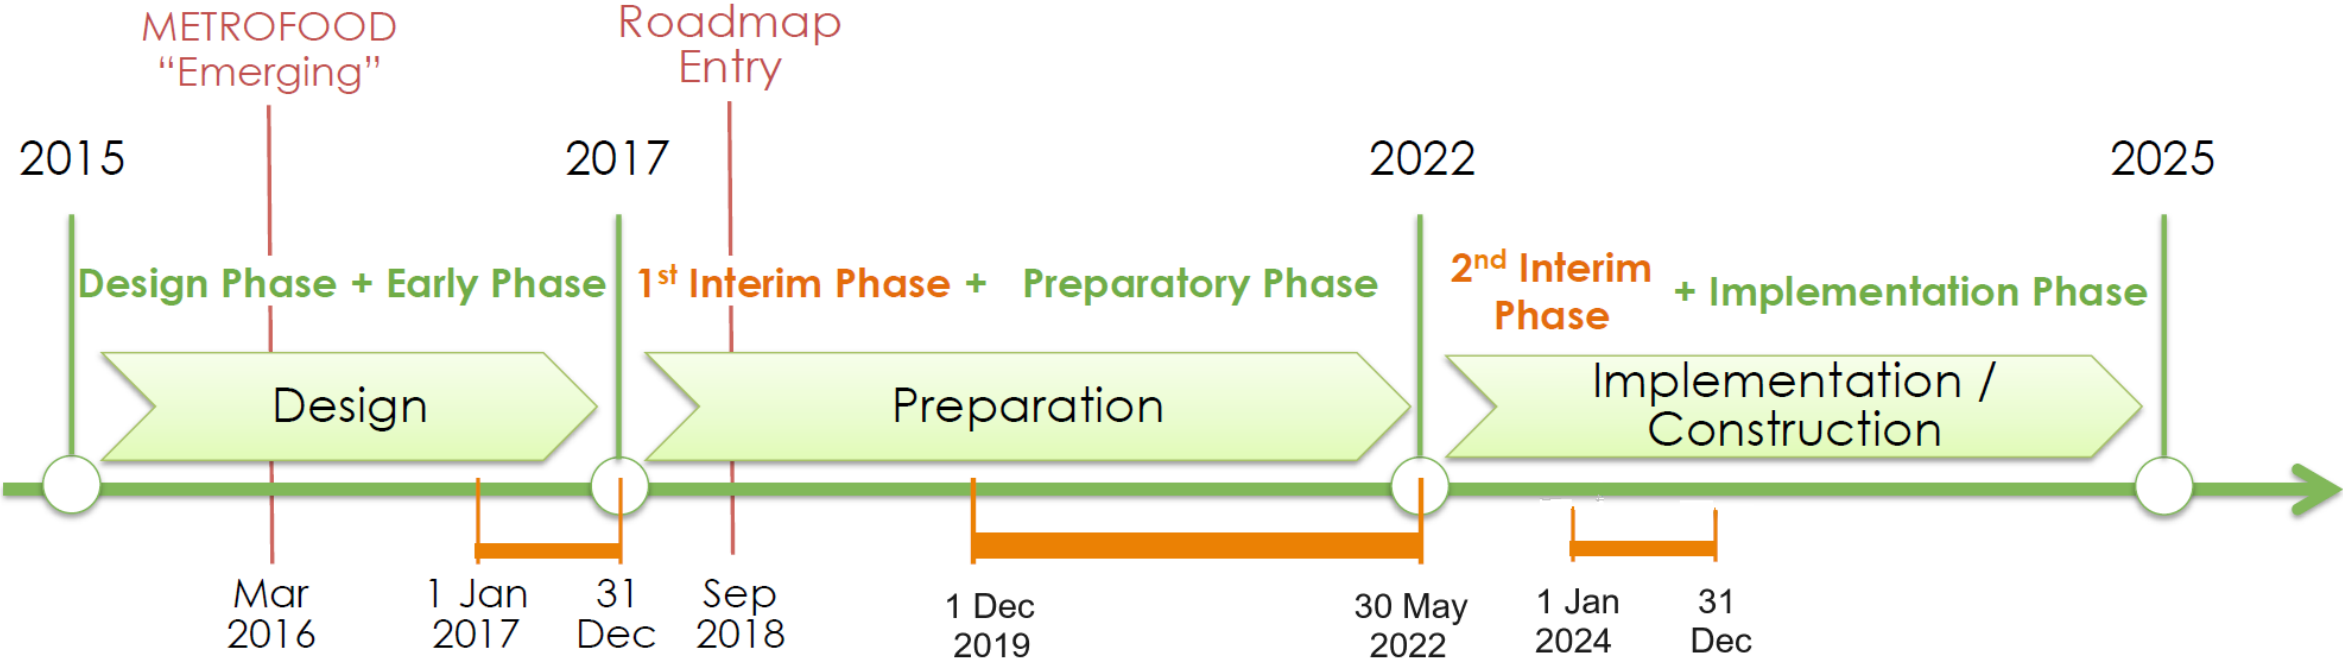 METROFOOD
“Emerging”
Roadmap
Entry
2015
2017
2022
2025
Design Phase + Early Phase
1st Interim Phase + Preparatory Phase
2nd Interim
Phase
+ Implementation Phase
Design
Preparation
Implementation /
Construction
Mar
2016
1 Jan
2017
31
Dec
Sep
2018
1 Dec
2019
30 May
2022
1 Jan
2024
31
Dec